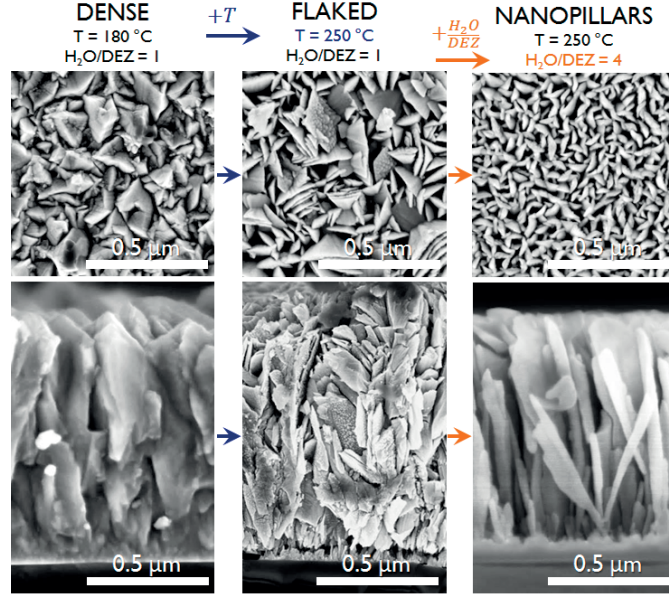 DENSE
T = 180 °C
H₂O/DEZ = 1
+T
FLAKED
T = 250 °C
H₂O/DEZ = 1
+H₂O/DEZ
NANOPILLARS
T = 250 °C
H₂O/DEZ = 4
0.5 µm
0.5 µm
0.5 µm
0.5 µm
0.5 µm
0.5 µm